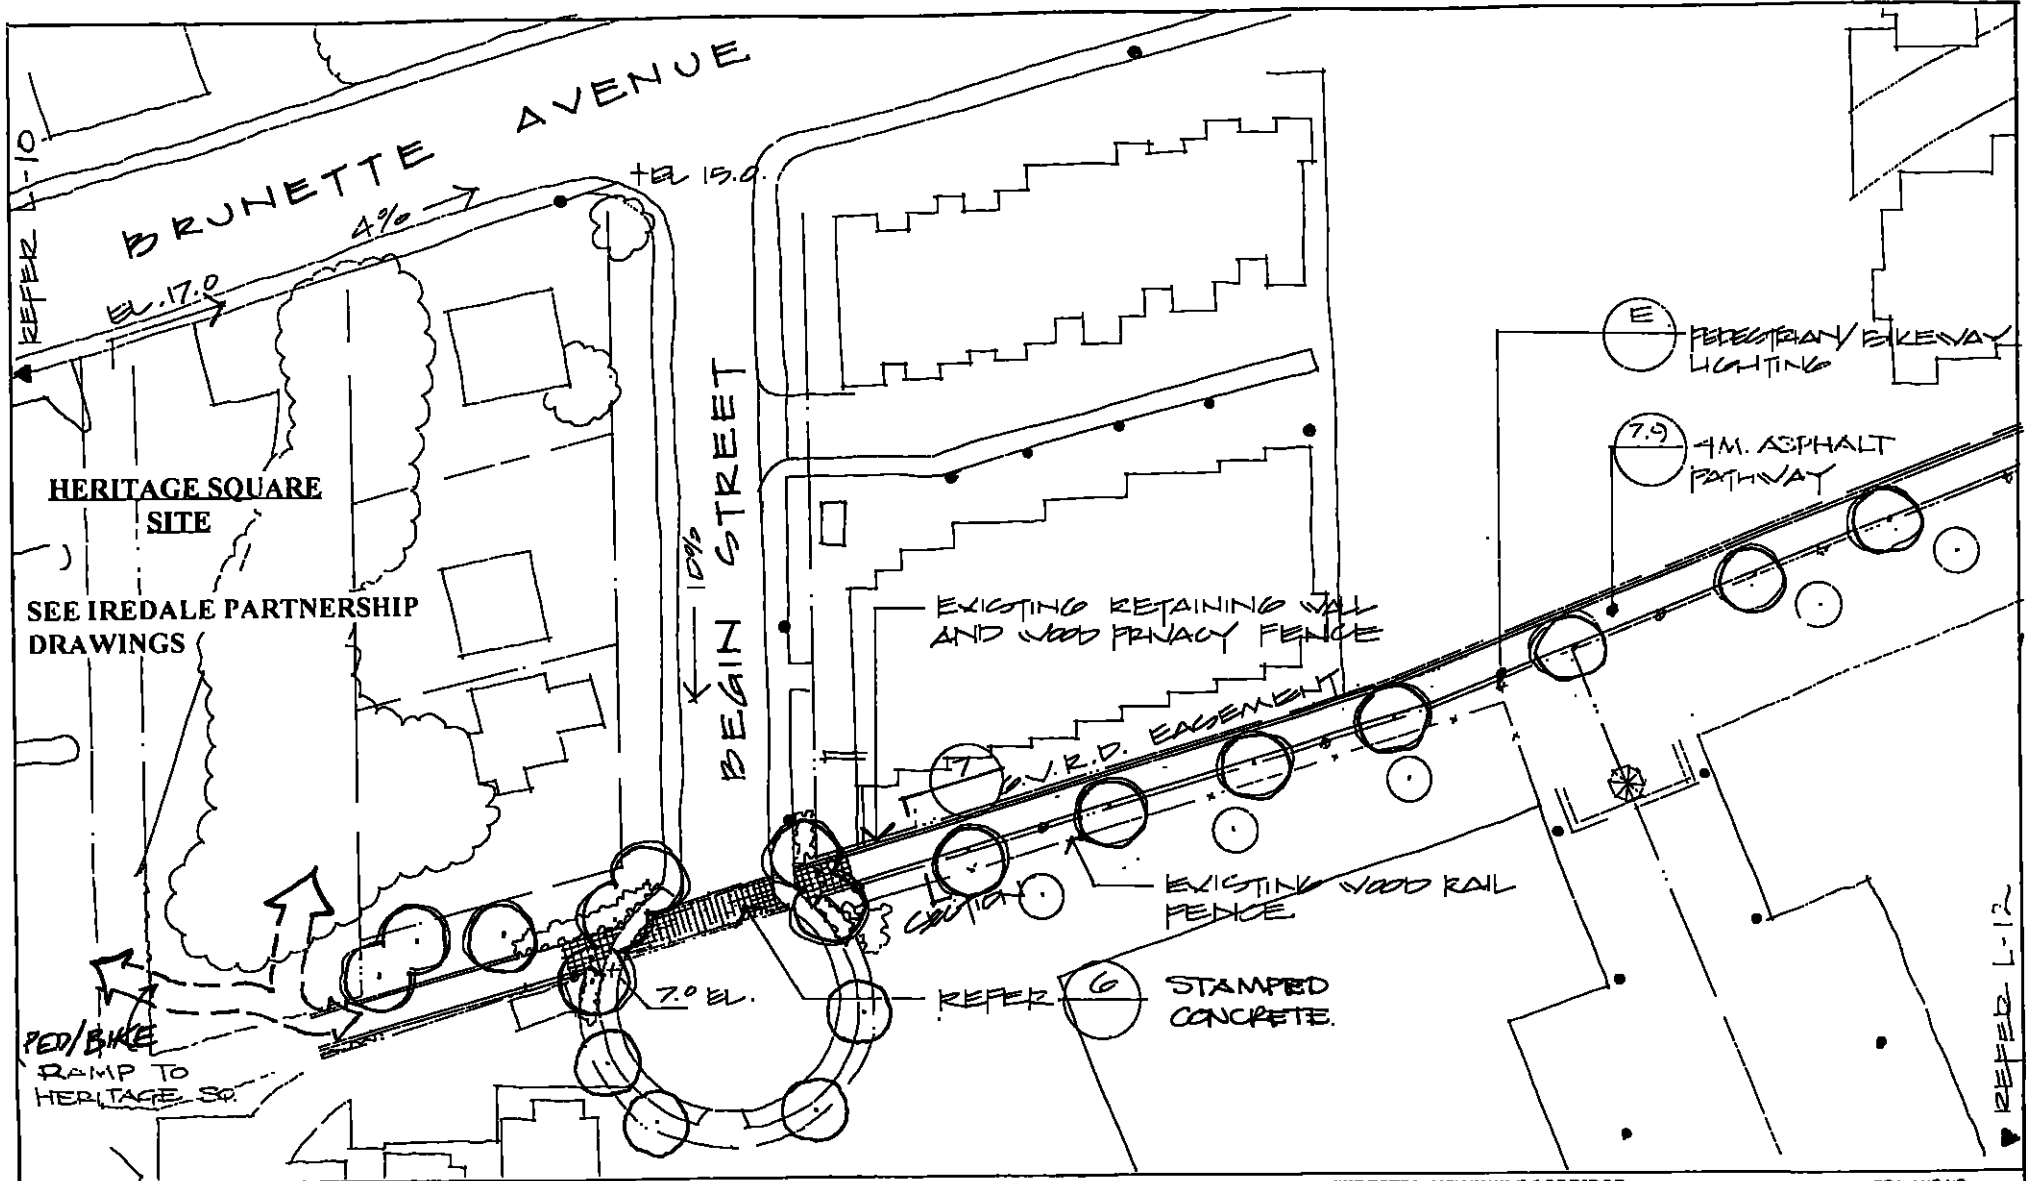 BRUNETTE AVENUE
REFER L-10
+EL 15.0
4%
EL. 17.0
E
PEDESTRIAN/BIKEWAY
LIGHTING
7.9
4M. ASPHALT
PATHWAY
HERITAGE SQUARE
SITE
BEGIN STREET
10%
SEE IREDALE PARTNERSHIP
DRAWINGS
EXISTING RETAINING WALL
AND WOOD PRIVACY FENCE
7
G.V.R.D. EASEMENT
SECTION
EXISTING WOOD RAIL
FENCE
7.0 EL.
REFER
6
STAMPED
CONCRETE.
PED/BIKE
RAMP TO
HERITAGE SQ.
REFER L-12